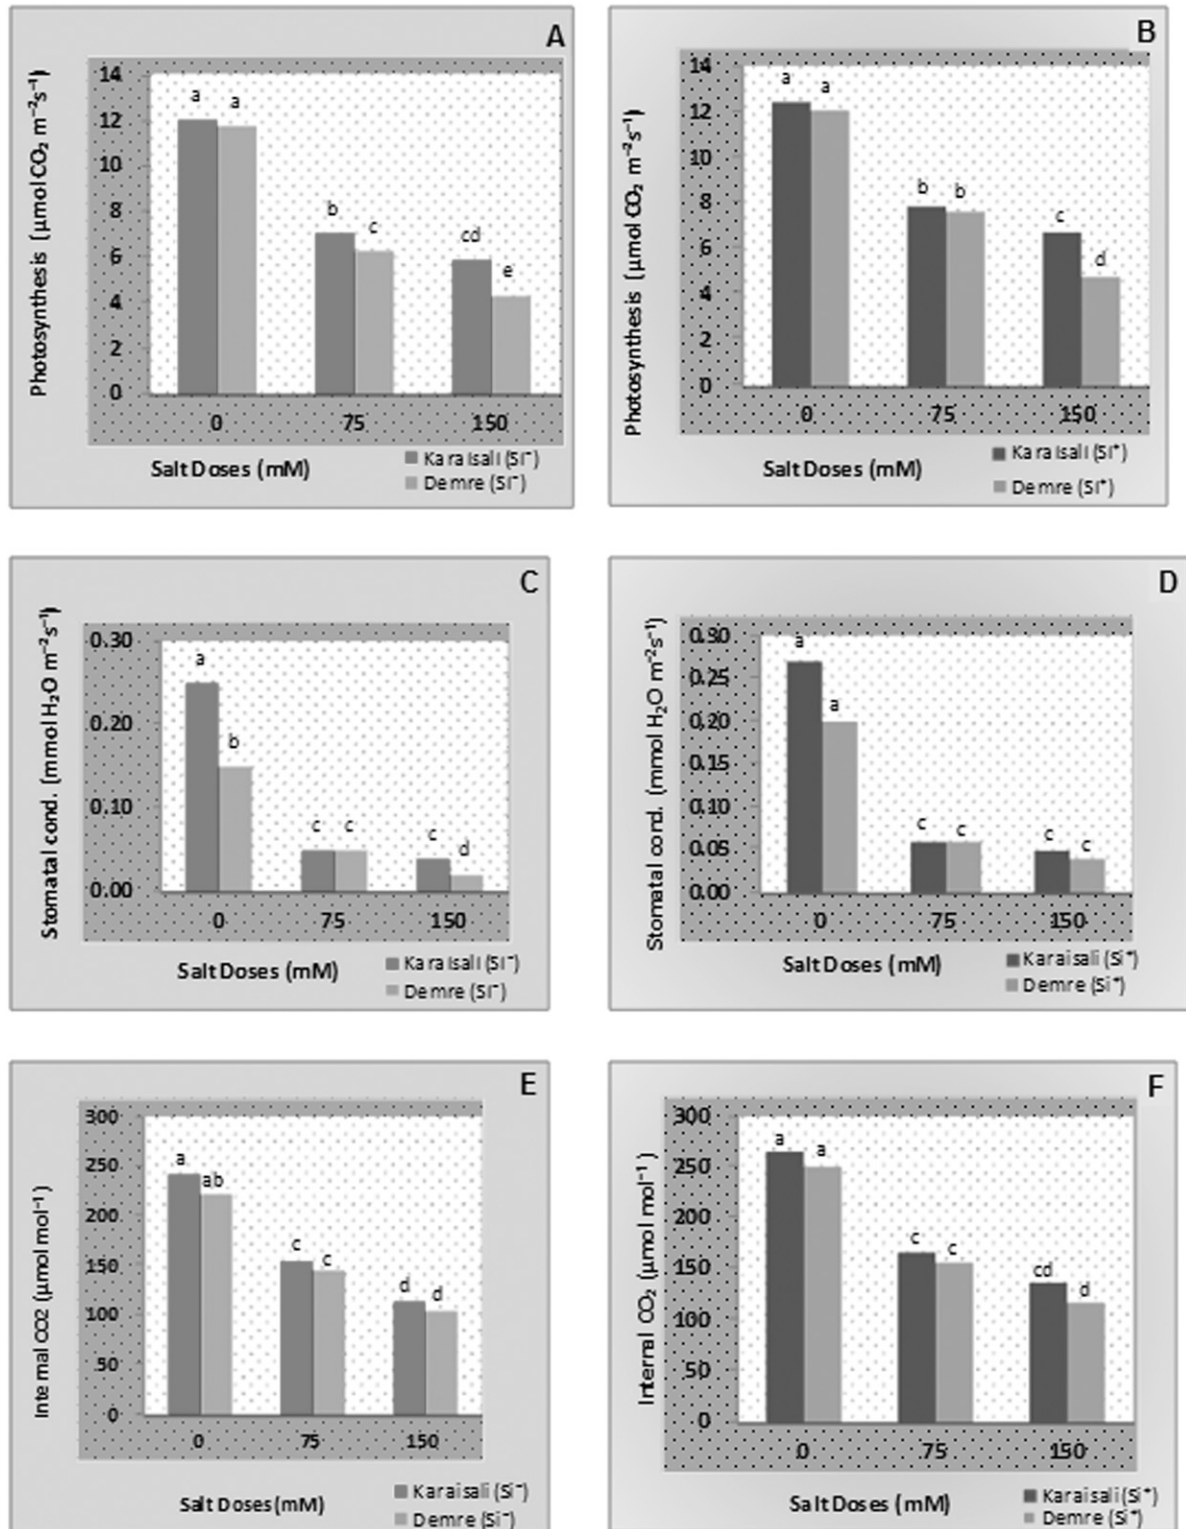 A
Photosynthesis (μmol CO₂ m⁻²s⁻¹)
14
12
10
8
6
4
2
0
a
a
b
c
cd
e
0 75 150
Salt Doses (mM)
Karaisali (Si⁻)
Demre (Si⁻)
B
Photosynthesis (μmol CO₂ m⁻²s⁻¹)
14
12
10
8
6
4
2
0
a
a
b
b
c
d
0 75 150
Salt Doses (mM)
Karaisali (Si⁺)
Demre (Si⁺)
C
Stomatal cond. (mmol H₂O m⁻²s⁻¹)
0.30
0.20
0.10
0.00
a
b
c
c
c
d
0 75 150
Salt Doses (mM)
Karaisali (Si⁻)
Demre (Si⁻)
D
Stomatal cond. (mmol H₂O m⁻²s⁻¹)
0.30
0.25
0.20
0.15
0.10
0.05
0.00
a
a
c
c
c
c
0 75 150
Salt Doses (mM)
Karaisali (Si⁺)
Demre (Si⁺)
E
Internal CO2 (μmol mol⁻¹)
300
250
200
150
100
50
0
a
ab
c
c
d
d
0 75 150
Salt Doses (mM)
Karaisali (Si⁻)
Demre (Si⁻)
F
Internal CO₂ (μmol mol⁻¹)
300
250
200
150
100
50
0
a
a
c
c
cd
d
0 75 150
Salt Doses (mM)
Karaisali (Si⁺)
Demre (Si⁺)